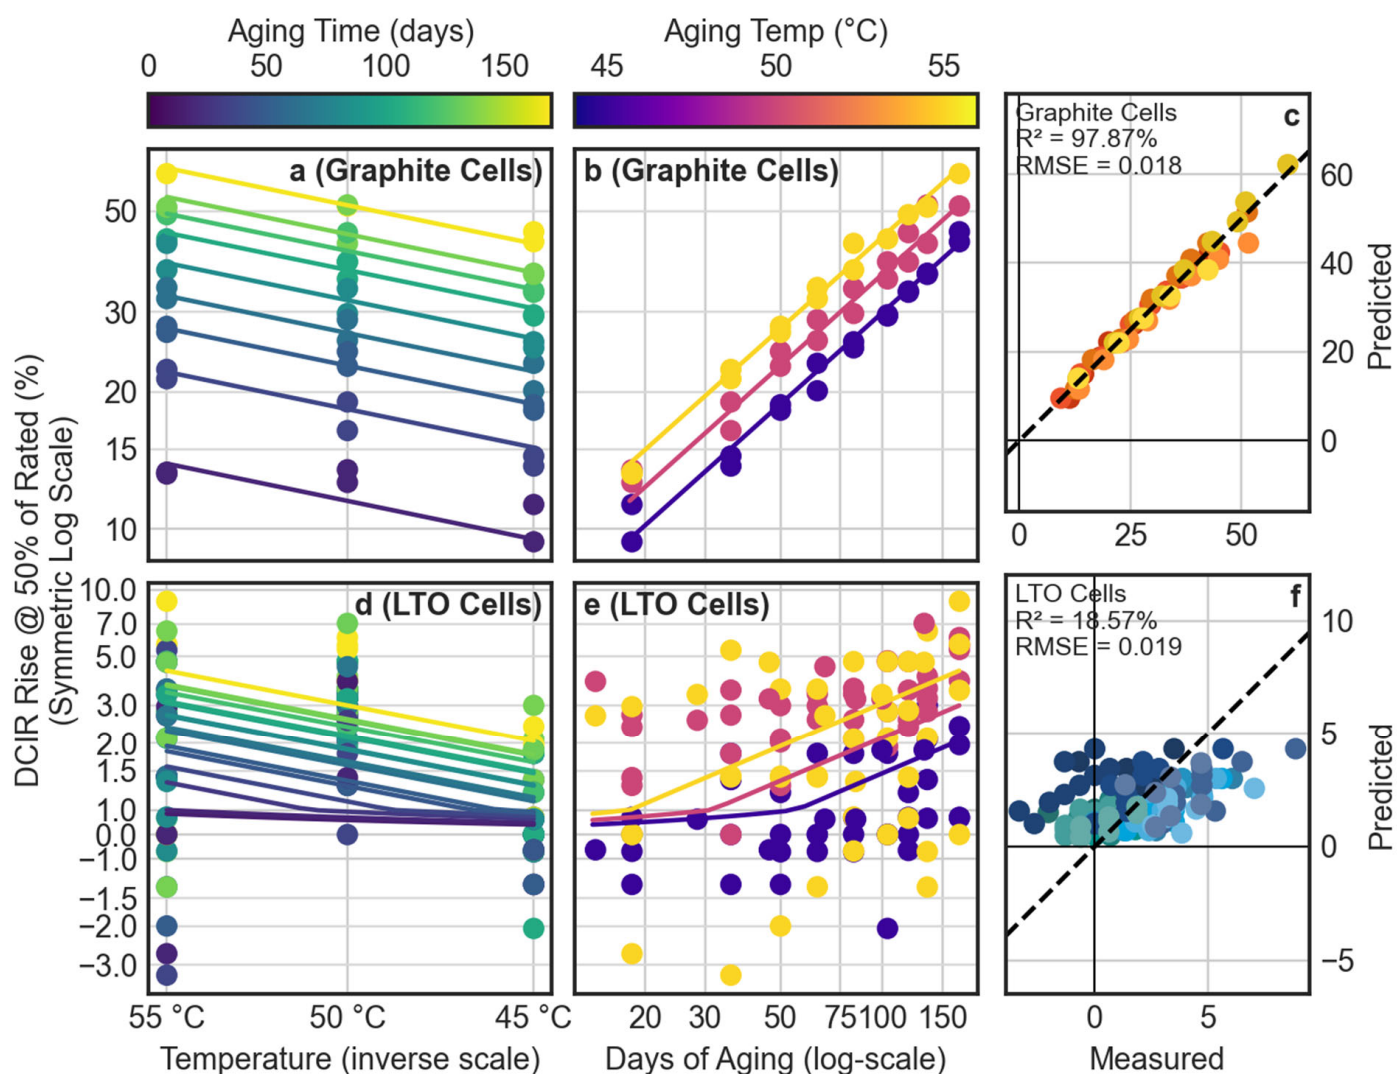 Aging Time (days)
0 50 100 150
Aging Temp (°C)
45 50 55
a (Graphite Cells)
50
30
20
15
10
b (Graphite Cells)
c
Graphite Cells
R² = 97.87%
RMSE = 0.018
60
40
20
0
Predicted
0 25 50
DCIR Rise @ 50% of Rated (%)
(Symmetric Log Scale)
d (LTO Cells)
10.0
7.0
5.0
3.0
2.0
1.5
1.0
0.0
−1.0
−1.5
−2.0
−3.0
55 °C 50 °C 45 °C
Temperature (inverse scale)
e (LTO Cells)
20 30 50 75 100 150
Days of Aging (log-scale)
f
LTO Cells
R² = 18.57%
RMSE = 0.019
10
5
0
−5
Predicted
0 5
Measured